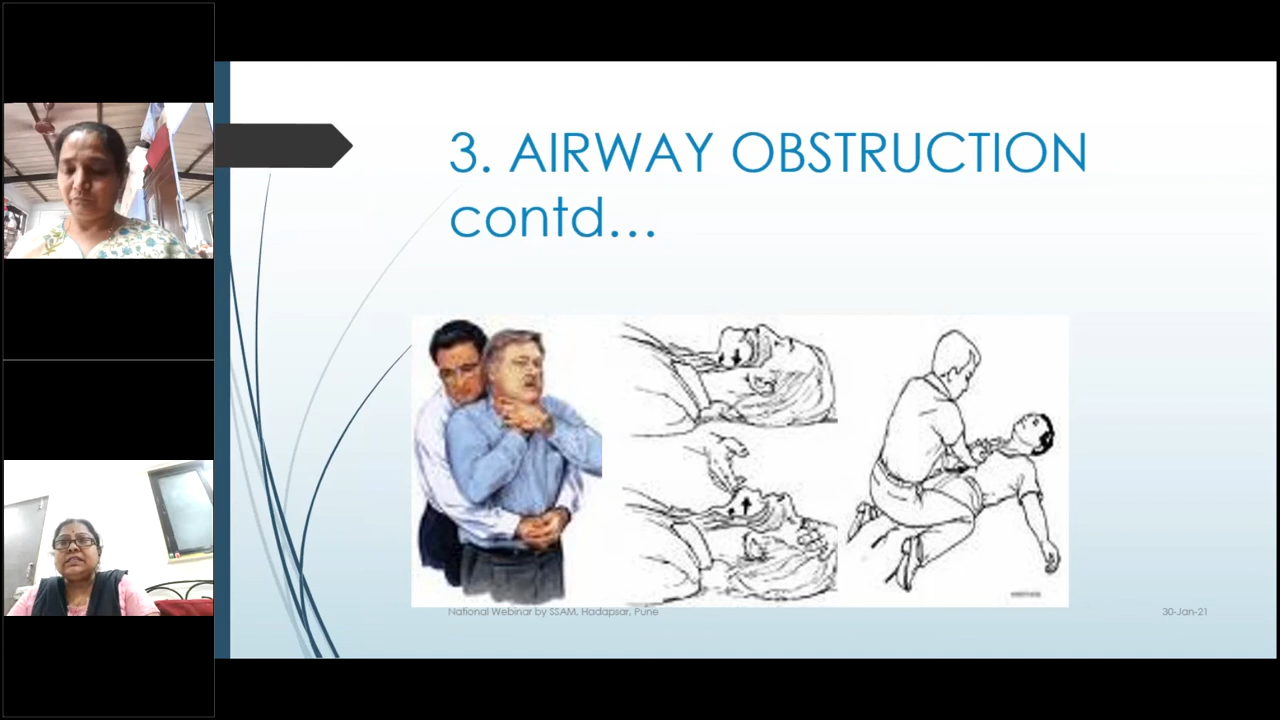 3. AIRWAY OBSTRUCTION
contd...
National Webinar by SSAM, Hadapsar, Pune
30-Jan-21